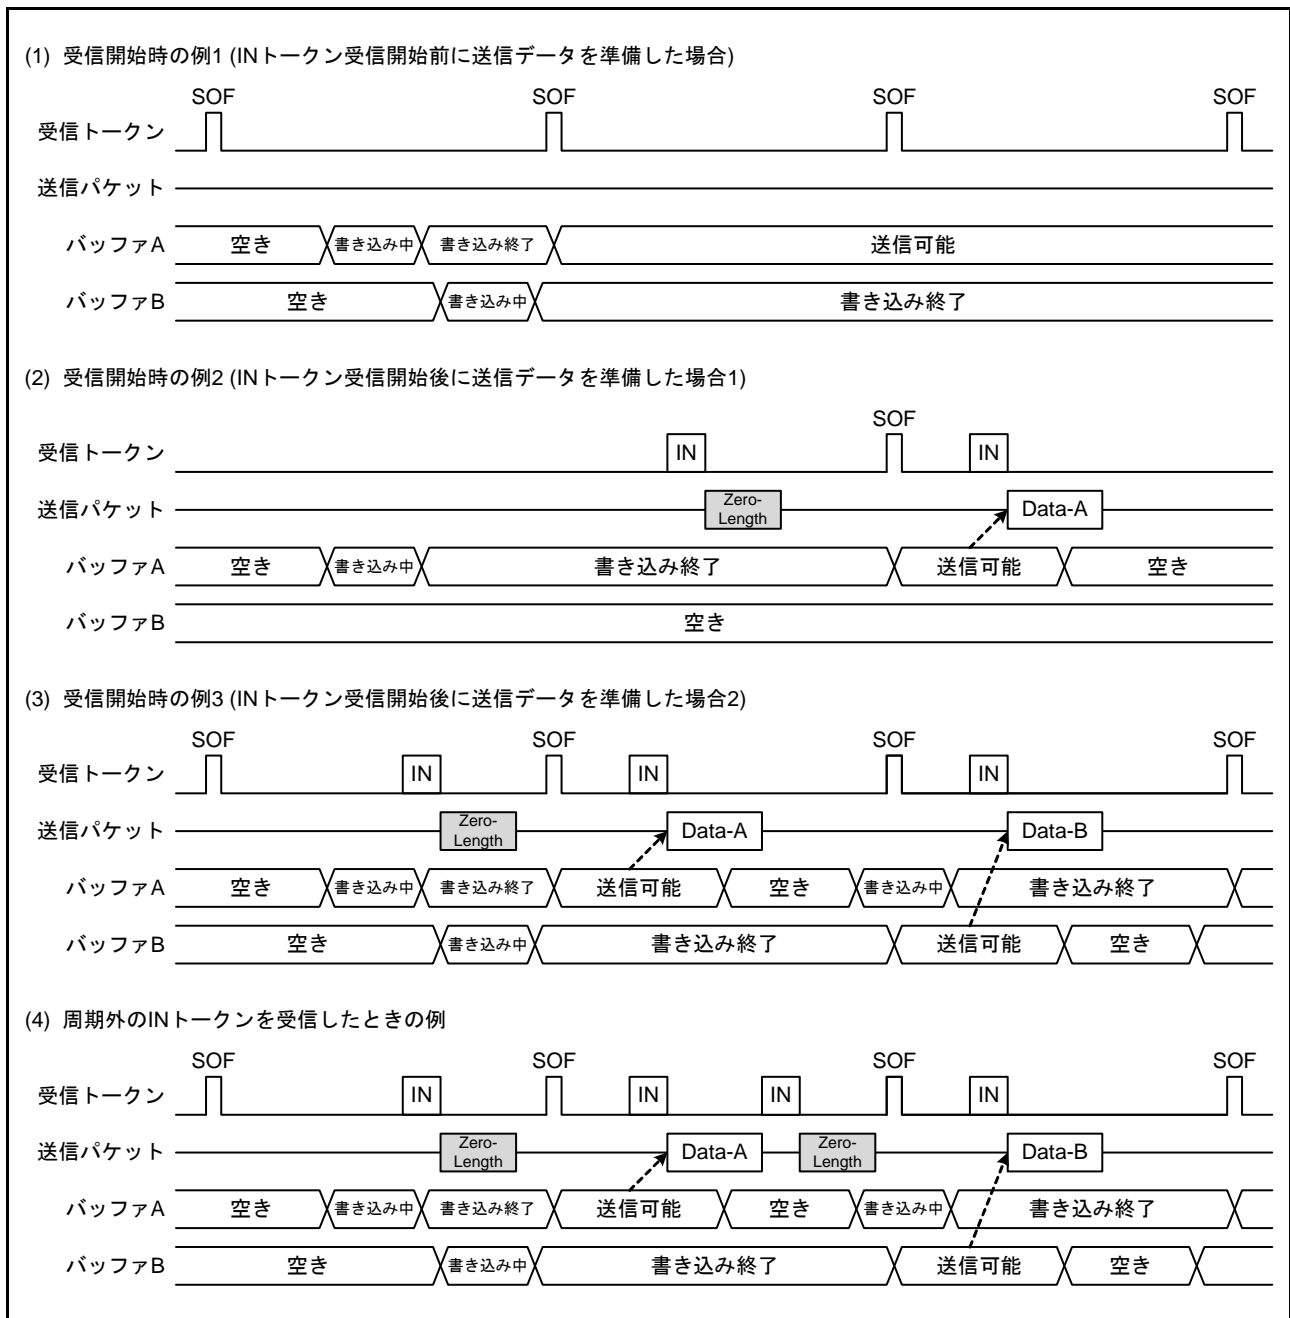 (1) 受信開始時の例1 (INトークン受信開始前に送信データを準備した場合)
SOF SOF SOF SOF
受信トークン
送信パケット
バッファA 空き 書き込み中 書き込み終了 送信可能
バッファB 空き 書き込み中 書き込み終了
(2) 受信開始時の例2 (INトークン受信開始後に送信データを準備した場合1)
SOF
受信トークン IN IN
送信パケット Zero-Length Data-A
バッファA 空き 書き込み中 書き込み終了 送信可能 空き
バッファB 空き
(3) 受信開始時の例3 (INトークン受信開始後に送信データを準備した場合2)
SOF SOF SOF SOF
受信トークン IN IN IN
送信パケット Zero-Length Data-A Data-B
バッファA 空き 書き込み中 書き込み終了 送信可能 空き 書き込み中 書き込み終了
バッファB 空き 書き込み中 書き込み終了 送信可能 空き
(4) 周期外のINトークンを受信したときの例
SOF SOF SOF SOF
受信トークン IN IN IN IN
送信パケット Zero-Length Data-A Zero-Length Data-B
バッファA 空き 書き込み中 書き込み終了 送信可能 空き 書き込み中 書き込み終了
バッファB 空き 書き込み中 書き込み終了 送信可能 空き